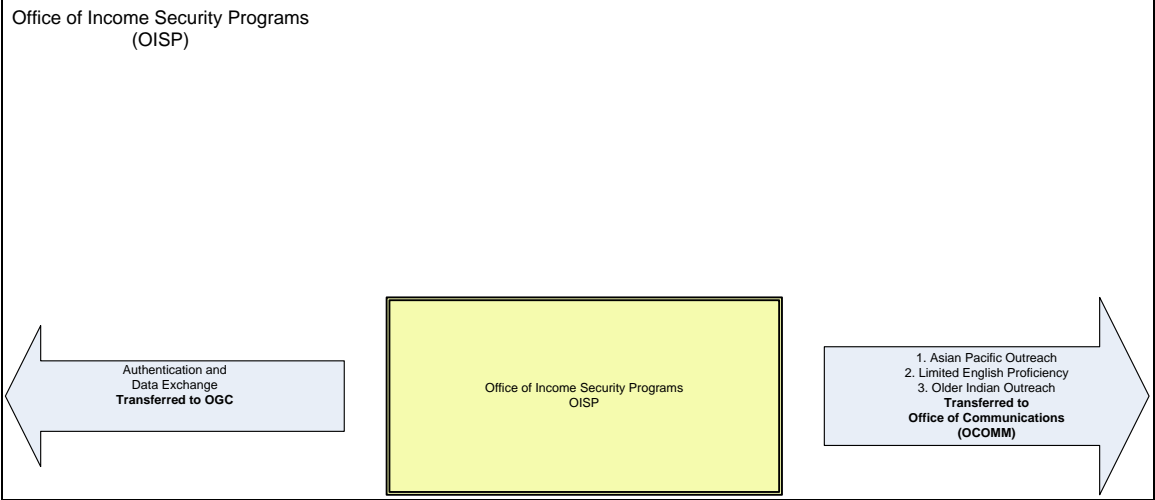 Office of Income Security Programs
(OISP)
Authentication and
Data Exchange
Transferred to OGC
Office of Income Security Programs
OISP
1. Asian Pacific Outreach
2. Limited English Proficiency
3. Older Indian Outreach
Transferred to
Office of Communications
(OCOMM)